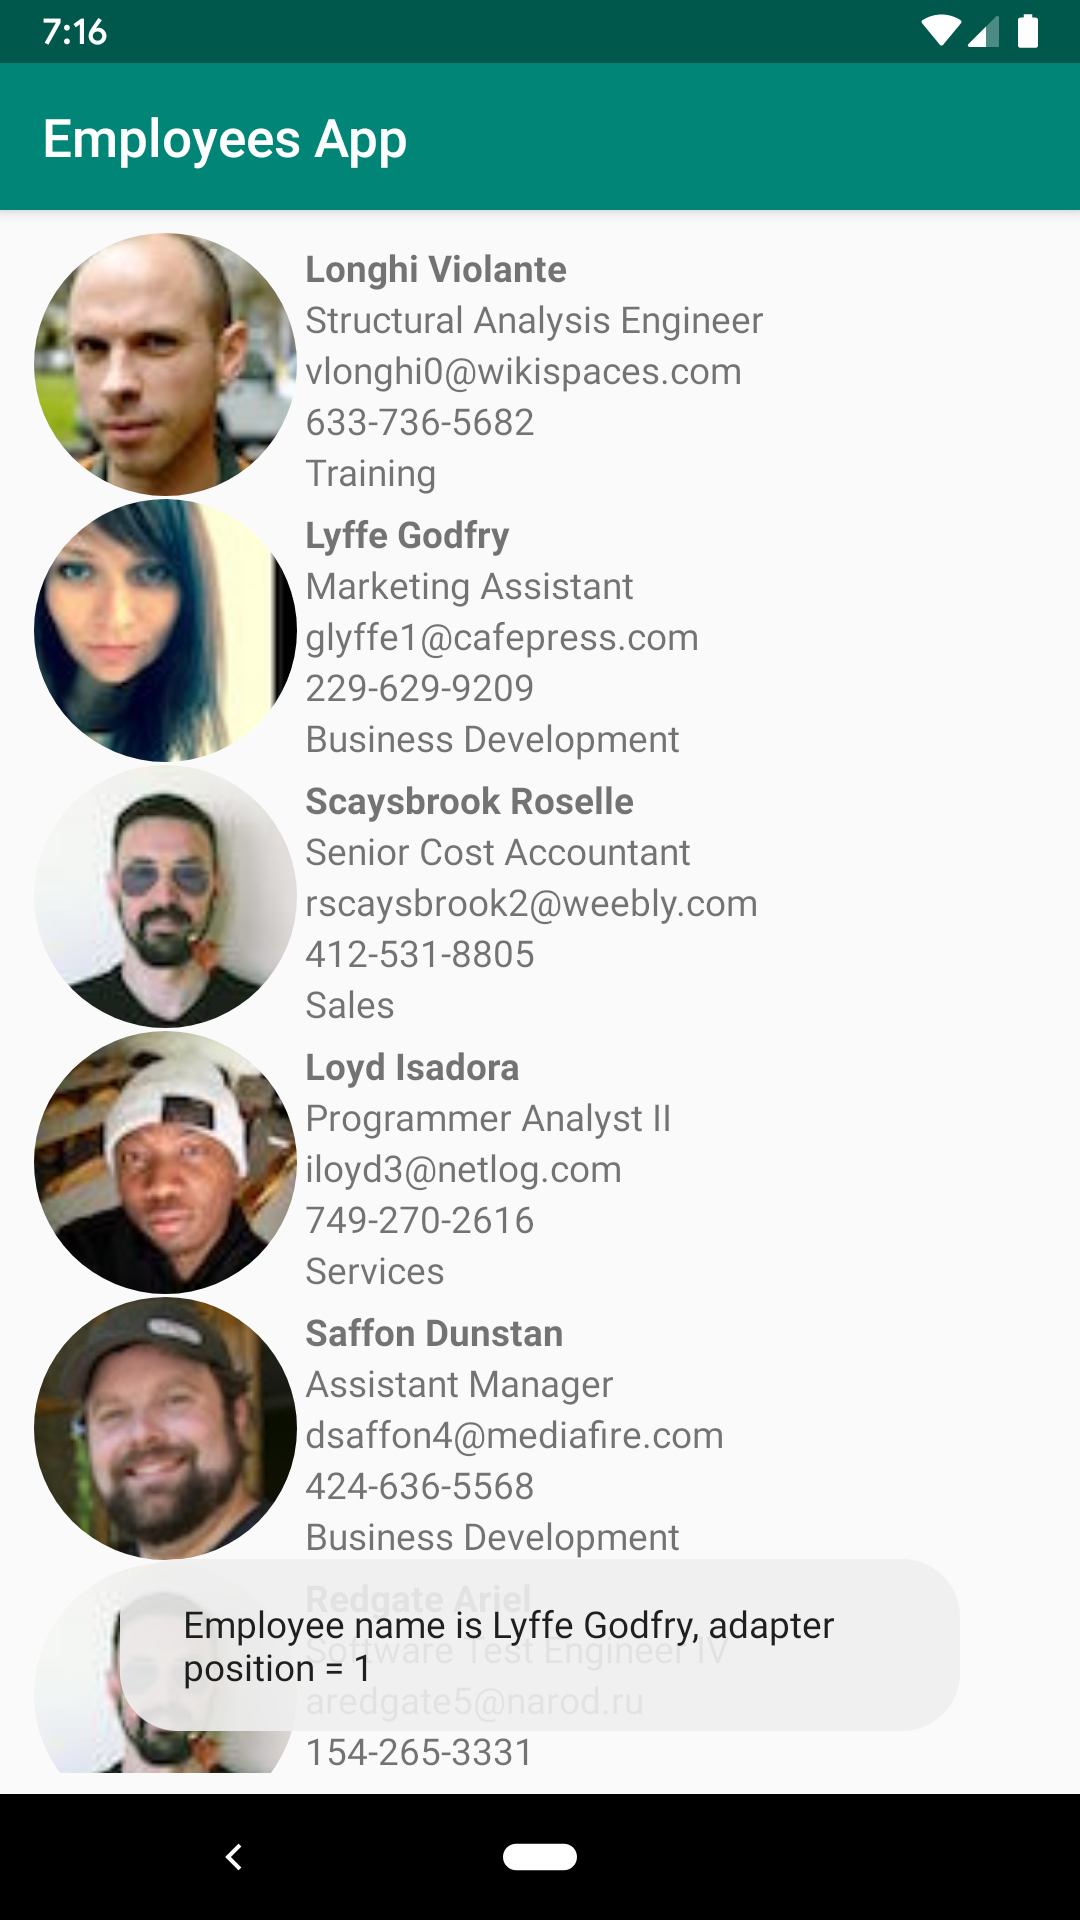 7:16
Employees App
Longhi Violante
Structural Analysis Engineer
vlonghi0@wikispaces.com
633-736-5682
Training
Lyffe Godfry
Marketing Assistant
glyffe1@cafepress.com
229-629-9209
Business Development
Scaysbrook Roselle
Senior Cost Accountant
rscaysbrook2@weebly.com
412-531-8805
Sales
Loyd Isadora
Programmer Analyst II
iloyd3@netlog.com
749-270-2616
Services
Saffon Dunstan
Assistant Manager
dsaffon4@mediafire.com
424-636-5568
Business Development
Redgate Ariel
Employee name is Lyffe Godfry, adapter
Software Test Engineer IV
position = 1
aredgate5@narod.ru
154-265-3331